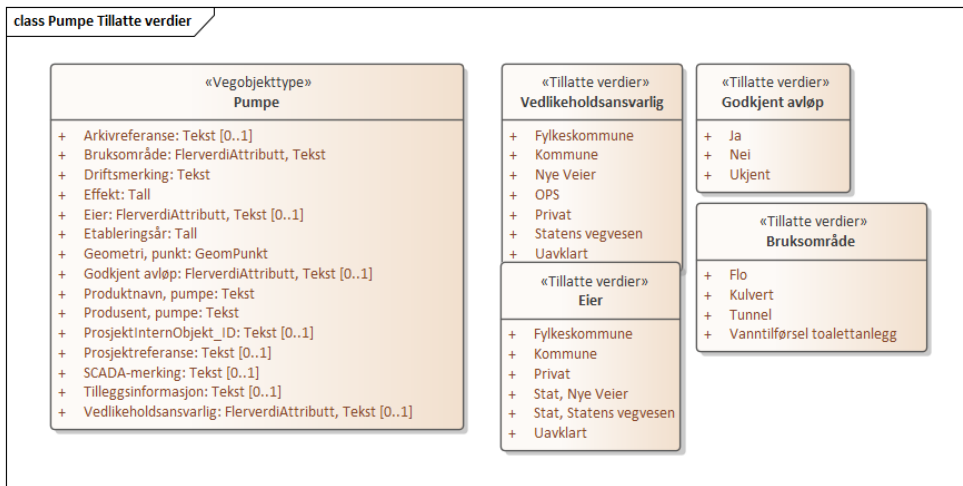 class Pumpe Tillatte verdier
«Vegobjekttype»
Pumpe
+ Arkivreferanse: Tekst [0..1]
+ Bruksområde: FlerverdiAttributt, Tekst
+ Driftsmerking: Tekst
+ Effekt: Tall
+ Eier: FlerverdiAttributt, Tekst [0..1]
+ Etableringsår: Tall
+ Geometri, punkt: GeomPunkt
+ Godkjent avløp: FlerverdiAttributt, Tekst [0..1]
+ Produktnavn, pumpe: Tekst
+ Produsent, pumpe: Tekst
+ ProsjektInternObjekt_ID: Tekst [0..1]
+ Prosjektreferanse: Tekst [0..1]
+ SCADA-merking: Tekst [0..1]
+ Tilleggsinformasjon: Tekst [0..1]
+ Vedlikeholdsansvarlig: FlerverdiAttributt, Tekst [0..1]
«Tillatte verdier»
Vedlikeholdsansvarlig
+ Fylkeskommune
+ Kommune
+ Nye Veier
+ OPS
+ Privat
+ Statens vegvesen
+ Uavklart
«Tillatte verdier»
Eier
+ Fylkeskommune
+ Kommune
+ Privat
+ Stat, Nye Veier
+ Stat, Statens vegvesen
+ Uavklart
«Tillatte verdier»
Godkjent avløp
+ Ja
+ Nei
+ Ukjent
«Tillatte verdier»
Bruksområde
+ Flo
+ Kulvert
+ Tunnel
+ Vanntilførsel toalettanlegg